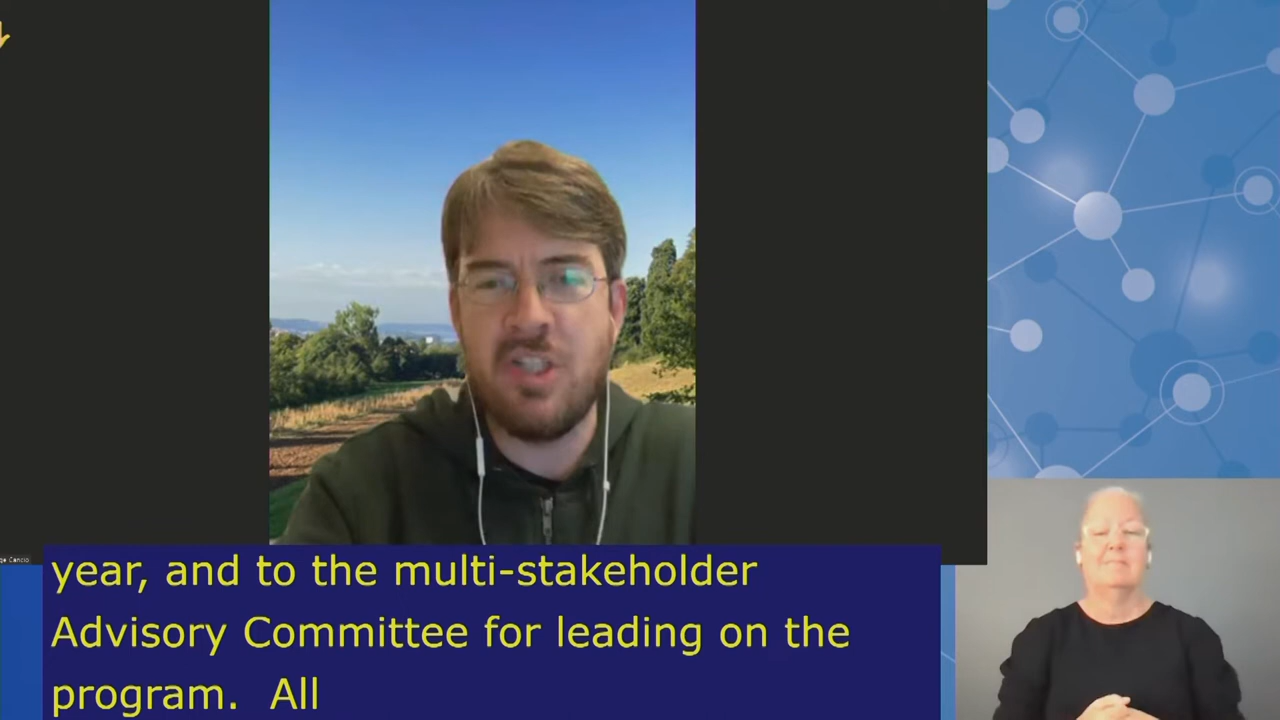 year, and to the multi-stakeholder
Advisory Committee for leading on the
program.  All